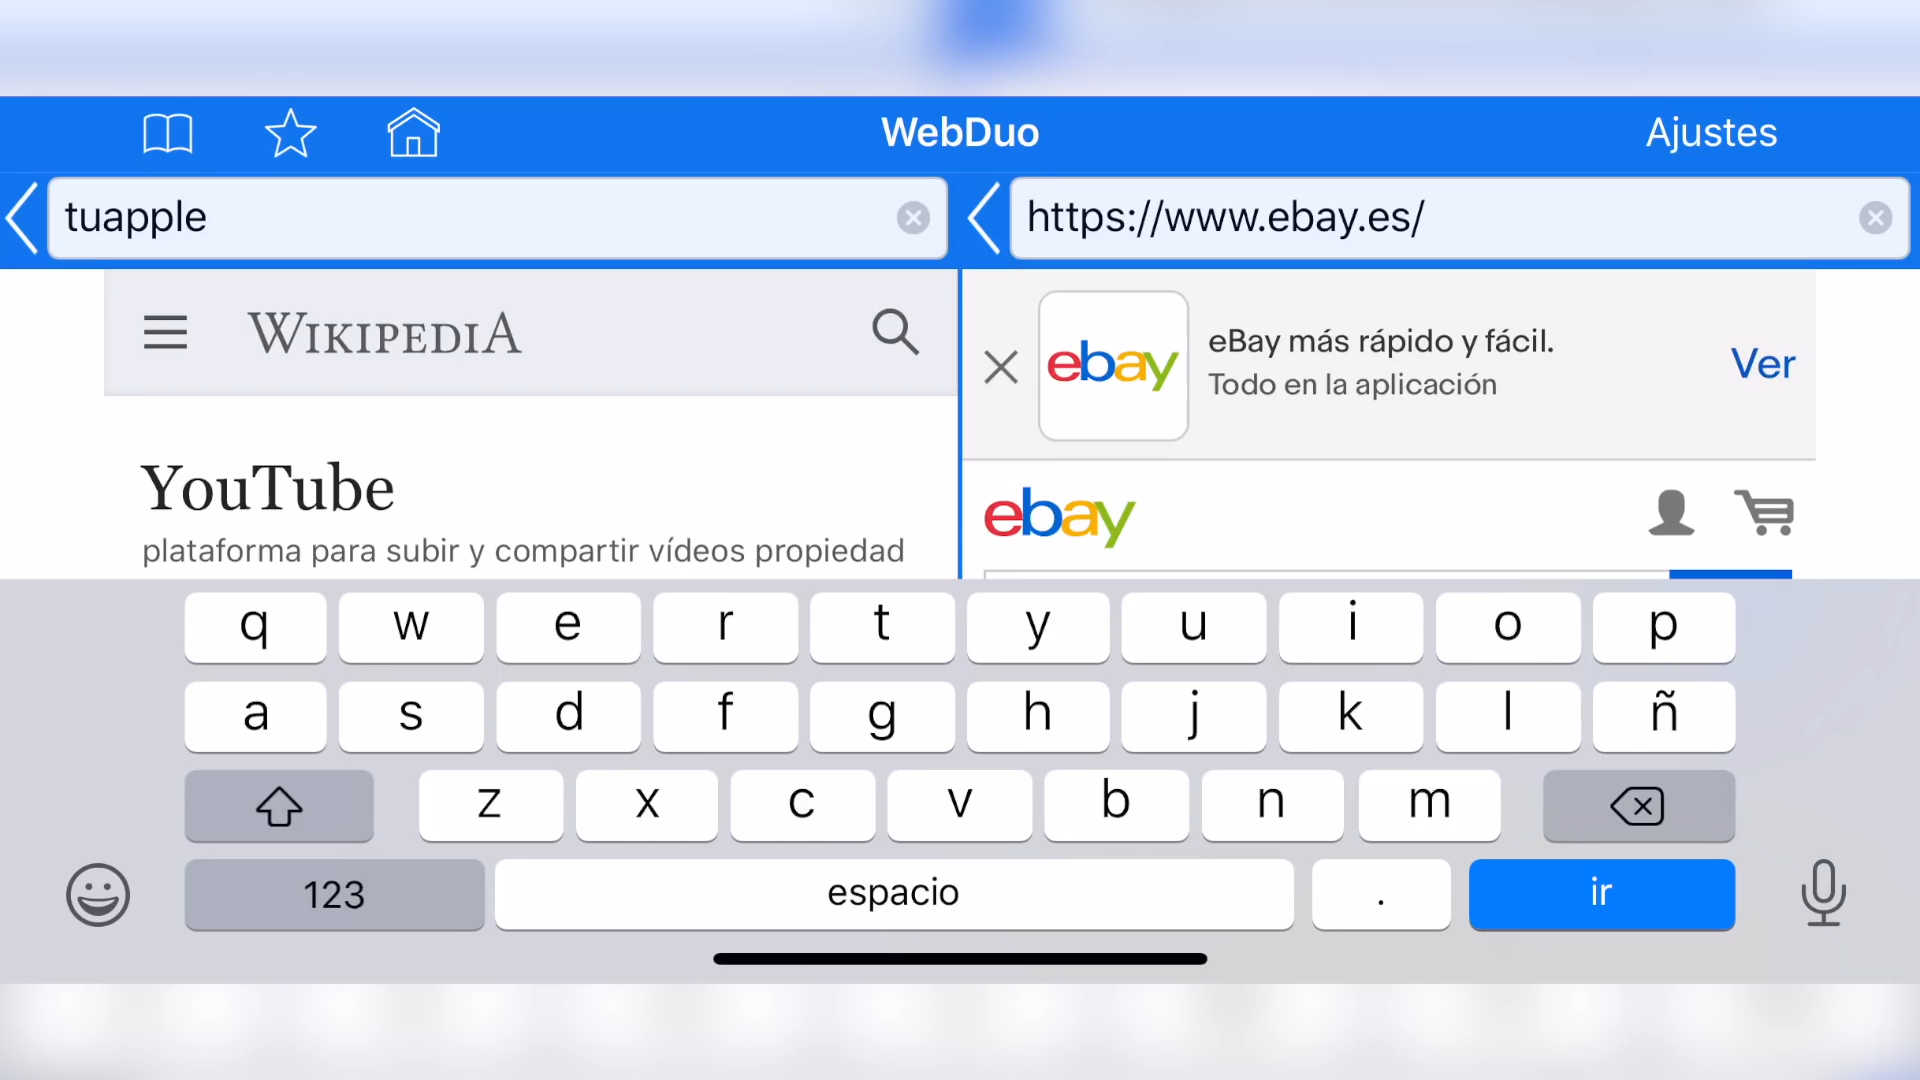 WebDuo
Ajustes
tuapple
https://www.ebay.es/
WIKIPEDIA
YouTube
plataforma para subir y compartir vídeos propiedad
ebay
eBay más rápido y fácil.
Todo en la aplicación
Ver
ebay
q w e r t y u i o p
a s d f g h j k l ñ
z x c v b n m
123 espacio . ir